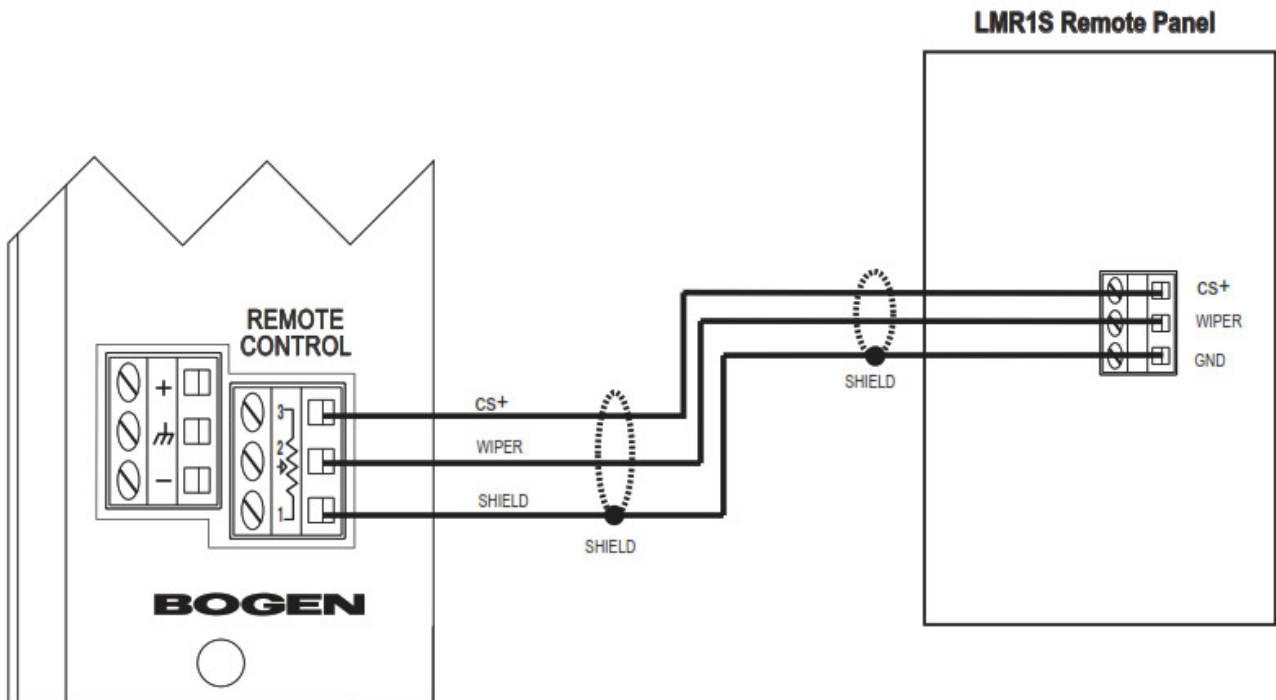 LMR1S Remote Panel
REMOTE
CONTROL
+
−
3
2
1
CS+
WIPER
SHIELD
SHIELD
SHIELD
CS+
WIPER
GND
BOGEN